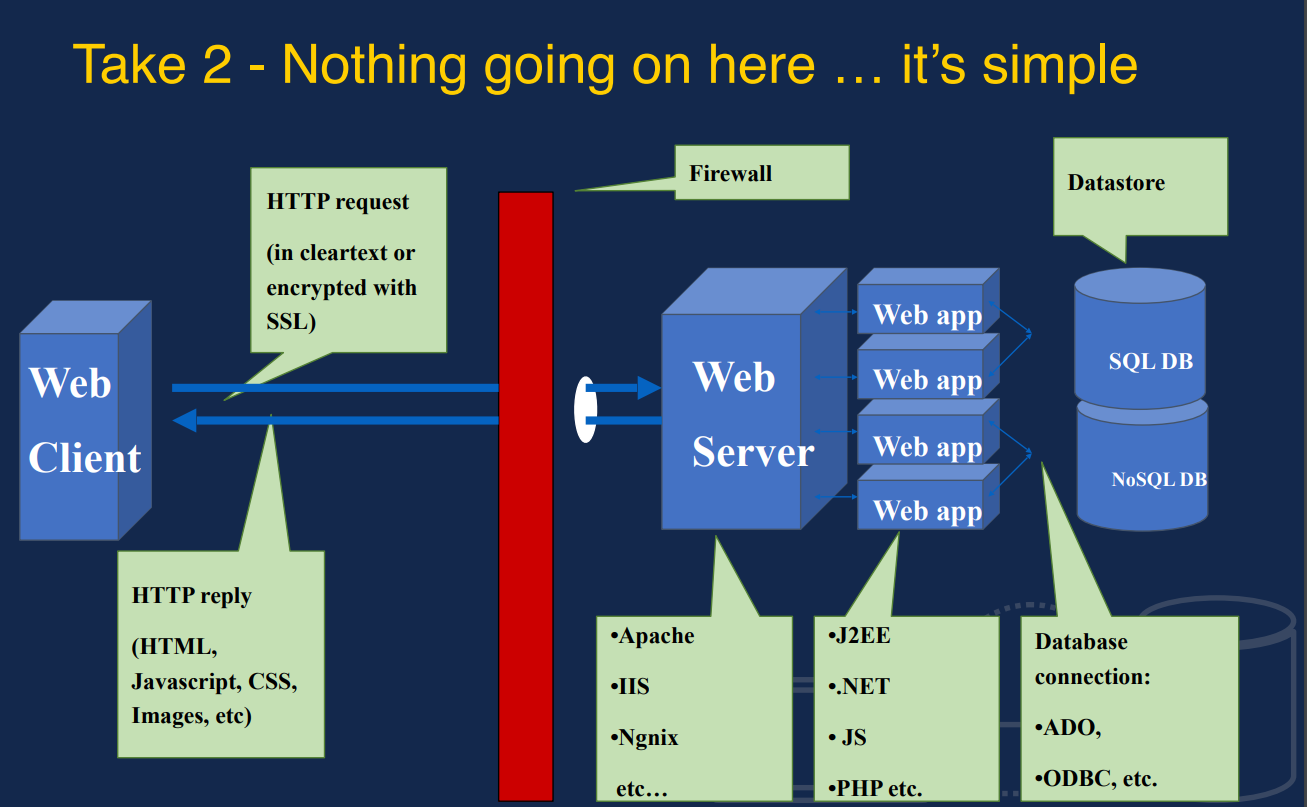 Take 2 - Nothing going on here … it’s simple
HTTP request
(in cleartext or
encrypted with
SSL)
Firewall
Datastore
Web
Client
Web
Server
Web app
Web app
Web app
Web app
SQL DB
NoSQL DB
HTTP reply
(HTML,
Javascript, CSS,
Images, etc)
•Apache
•IIS
•Ngnix
etc…
•J2EE
•.NET
• JS
•PHP etc.
Database
connection:
•ADO,
•ODBC, etc.